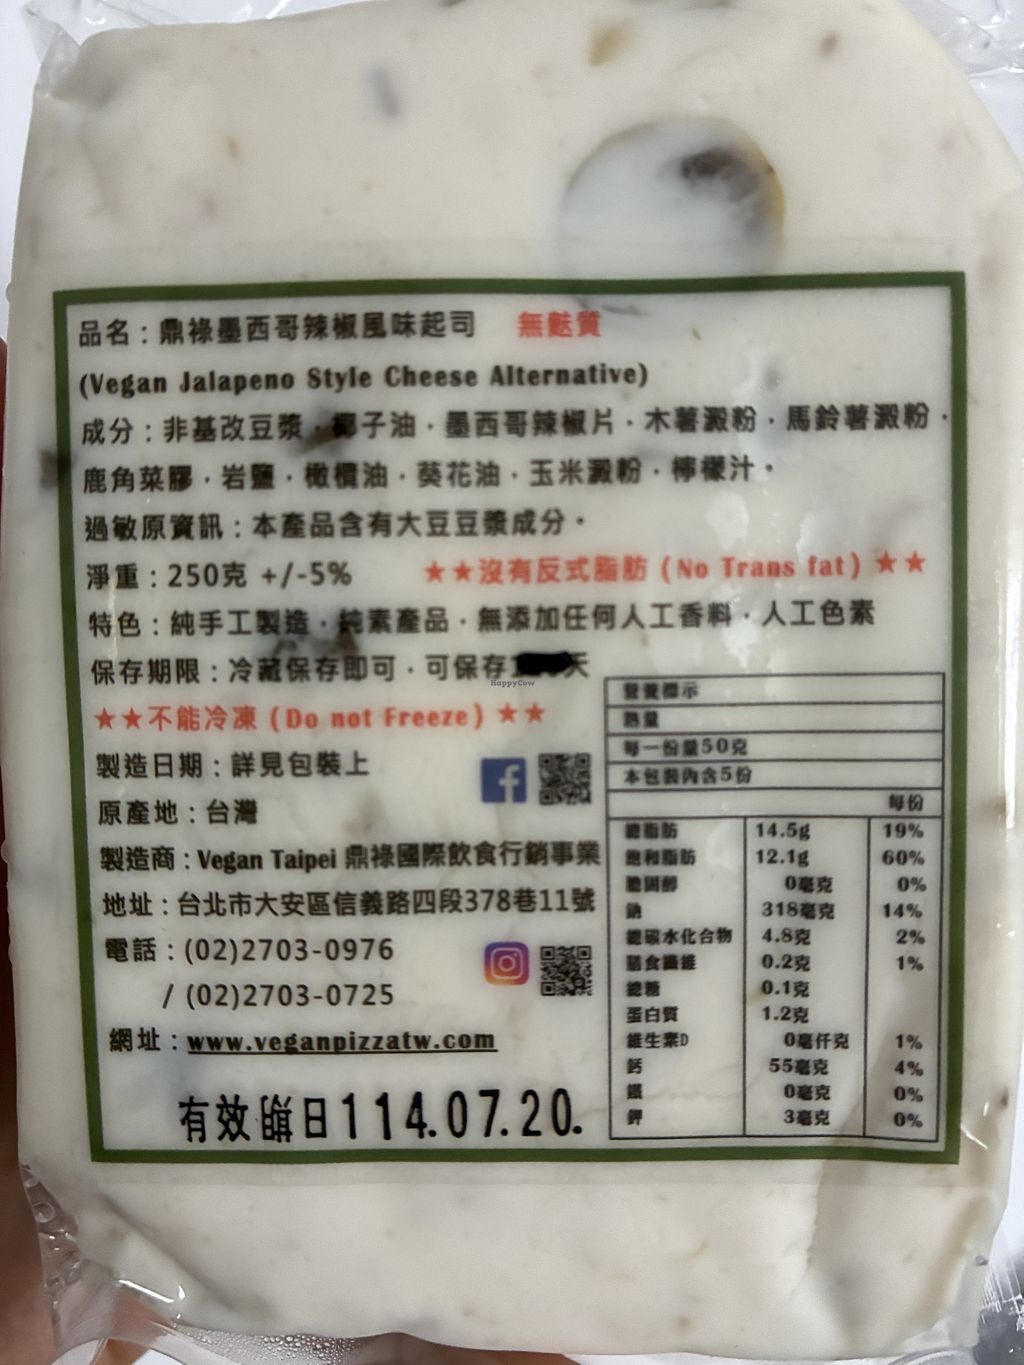 品名：鼎祿墨西哥辣椒風味起司 無麩質
(Vegan Jalapeno Style Cheese Alternative)
成分：非基改豆漿．椰子油．墨西哥辣椒片．木薯澱粉．馬鈴薯澱粉．
鹿角菜膠．岩鹽．橄欖油．葵花油．玉米澱粉．檸檬汁。
過敏原資訊：本產品含有大豆豆漿成分。
淨重：250克 +/-5% ★★沒有反式脂肪 (No Trans fat) ★★
特色：純手工製造．純素產品．無添加任何人工香料．人工色素
保存期限：冷藏保存即可．可保存天
HappyCow
★★不能冷凍 (Do not Freeze) ★★
製造日期：詳見包裝上
原產地：台灣
製造商：Vegan Taipei 鼎祿國際飲食行銷事業
地址：台北市大安區信義路四段378巷11號
電話：(02)2703-0976
/ (02)2703-0725
網址：www.veganpizzatw.com
有效日114.07.20.
營養標示
熱量
每一份量50克
本包裝內含5份
每份
總脂肪 14.5g 19%
飽和脂肪 12.1g 60%
膽固醇 0毫克 0%
鈉 318毫克 14%
總碳水化合物 4.8克 2%
膳食纖維 0.2克 1%
總糖 0.1克
蛋白質 1.2克
維生素D 0毫仟克 1%
鈣 55毫克 4%
鐵 0毫克 0%
鉀 3毫克 0%